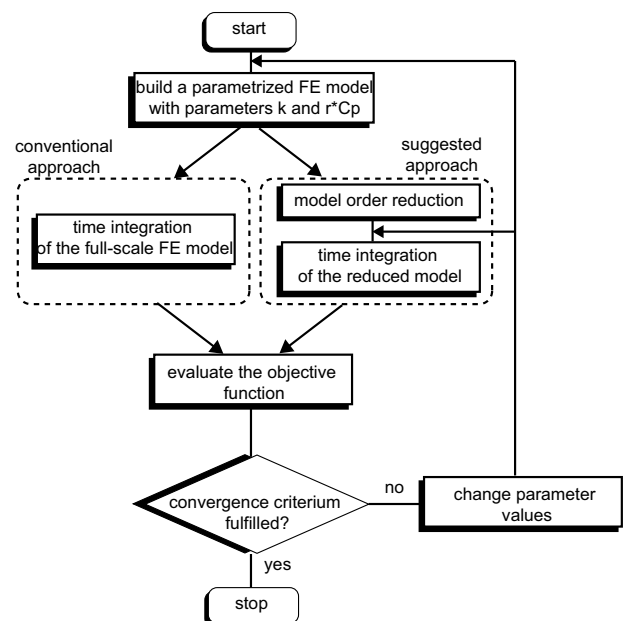 start
build a parametrized FE model
with parameters k and r*Cp
conventional
approach
suggested
approach
time integration
of the full-scale FE model
model order reduction
time integration
of the reduced model
evaluate the objective
function
convergence criterium
fulfilled?
no
change parameter
values
yes
stop